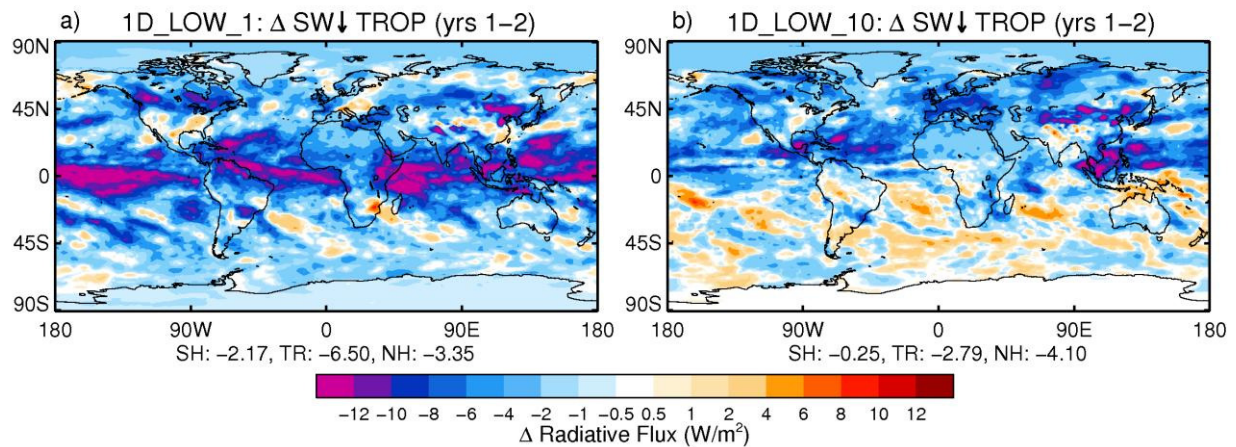 a) 1D_LOW_1: Δ SW↓ TROP (yrs 1−2)
b) 1D_LOW_10: Δ SW↓ TROP (yrs 1−2)
90N
45N
0
45S
90S
180 90W 0 90E 180
SH: −2.17, TR: −6.50, NH: −3.35
90N
45N
0
45S
90S
180 90W 0 90E 180
SH: −0.25, TR: −2.79, NH: −4.10
−12 −10 −8 −6 −4 −2 −1 −0.5 0.5 1 2 4 6 8 10 12
Δ Radiative Flux (W/m²)